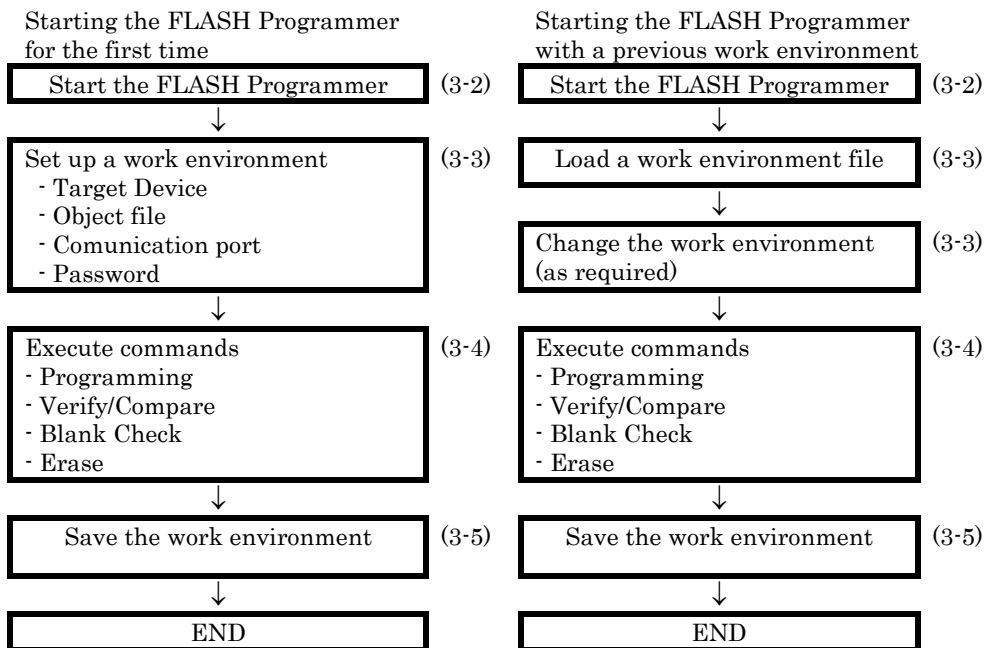 Starting the FLASH Programmer
for the first time
Start the FLASH Programmer (3-2)
↓
Set up a work environment (3-3)
- Target Device
- Object file
- Comunication port
- Password
↓
Execute commands (3-4)
- Programming
- Verify/Compare
- Blank Check
- Erase
↓
Save the work environment (3-5)
↓
END
Starting the FLASH Programmer
with a previous work environment
Start the FLASH Programmer (3-2)
↓
Load a work environment file (3-3)
↓
Change the work environment (3-3)
(as required)
↓
Execute commands (3-4)
- Programming
- Verify/Compare
- Blank Check
- Erase
↓
Save the work environment (3-5)
↓
END